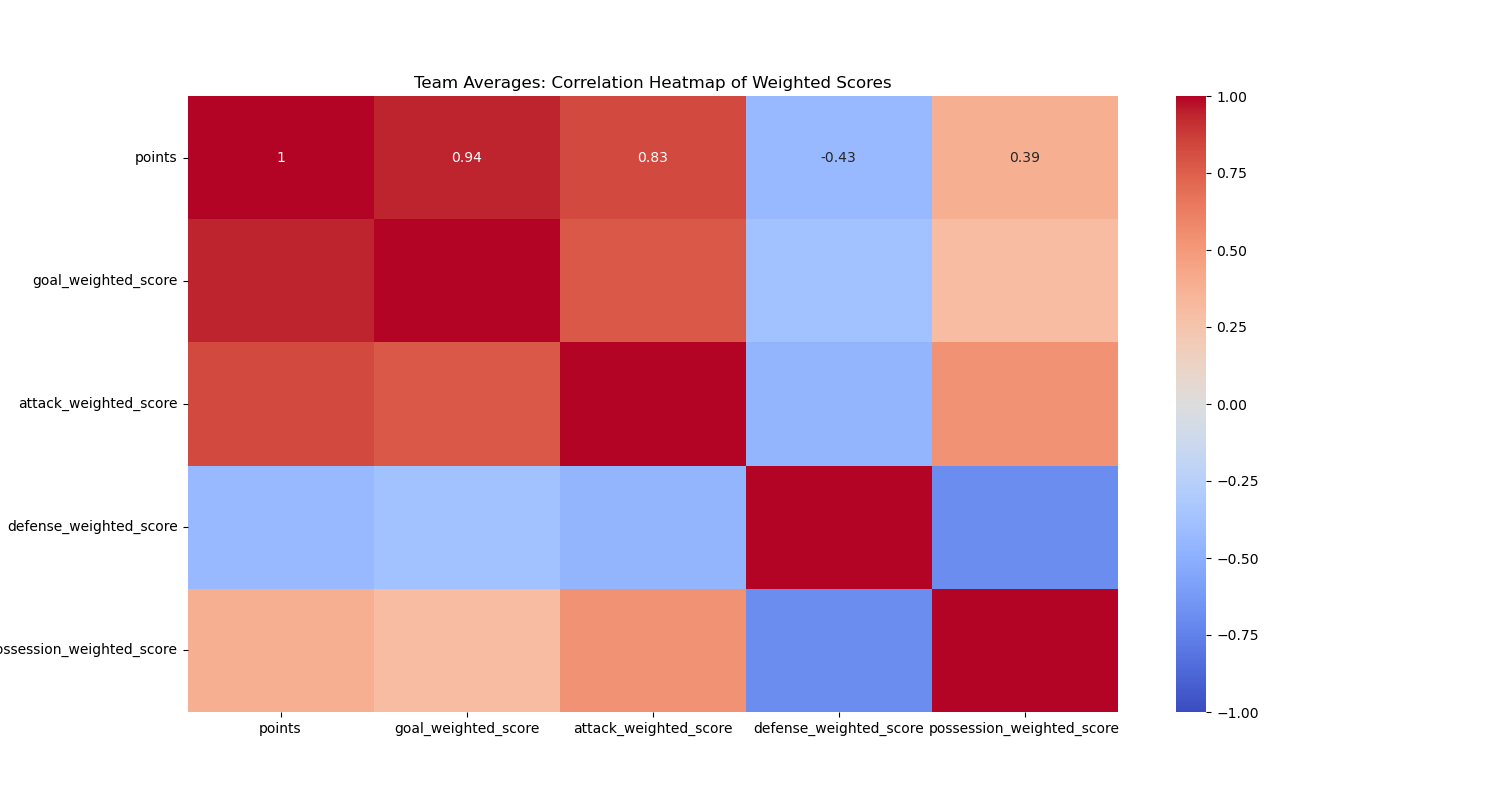 Team Averages: Correlation Heatmap of Weighted Scores
points
1 0.94 0.83 -0.43 0.39
goal_weighted_score
attack_weighted_score
defense_weighted_score
ossession_weighted_score
points goal_weighted_score attack_weighted_score defense_weighted_score possession_weighted_score
1.00
0.75
0.50
0.25
0.00
−0.25
−0.50
−0.75
−1.00